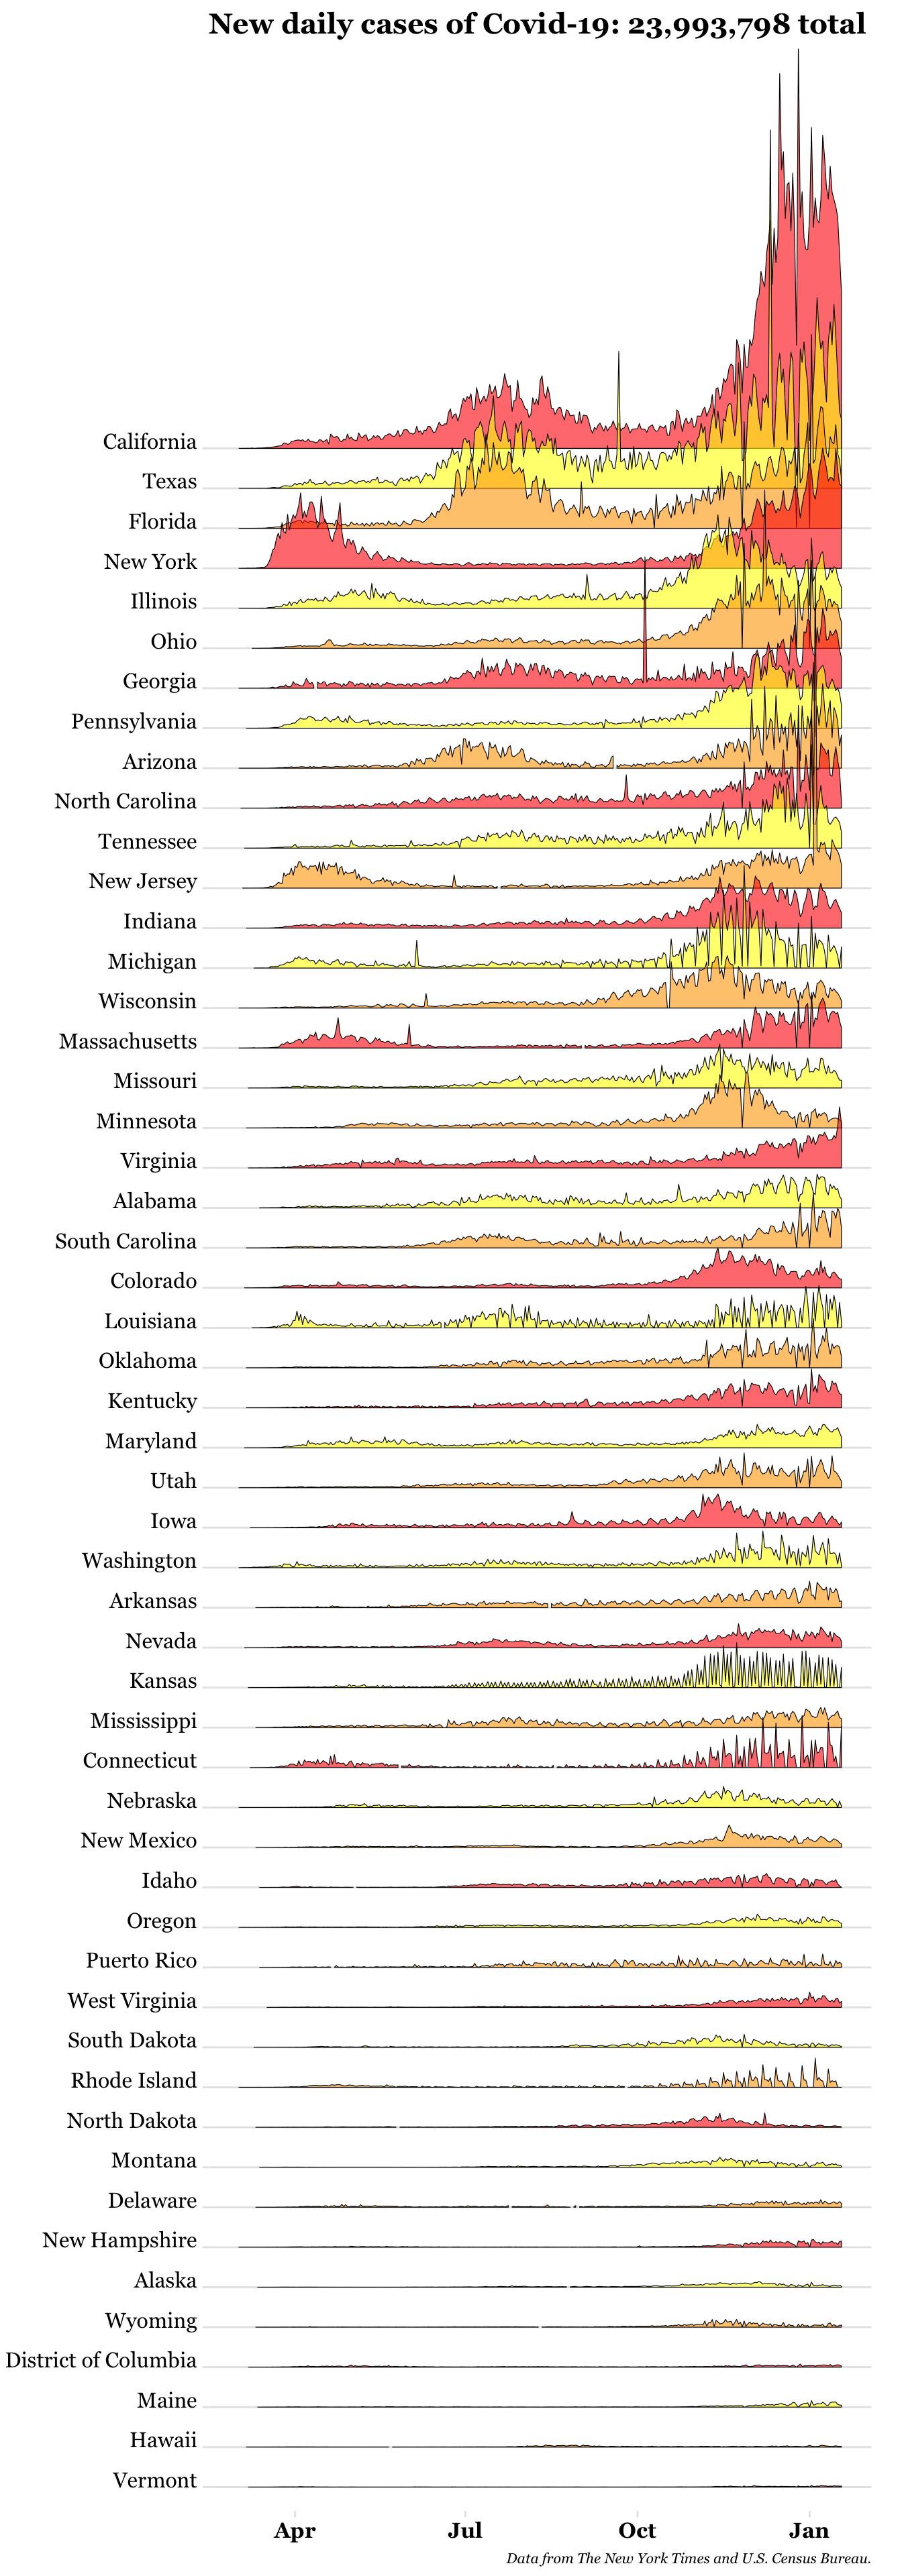 New daily cases of Covid-19: 23,993,798 total
California
Texas
Florida
New York
Illinois
Ohio
Georgia
Pennsylvania
Arizona
North Carolina
Tennessee
New Jersey
Indiana
Michigan
Wisconsin
Massachusetts
Missouri
Minnesota
Virginia
Alabama
South Carolina
Colorado
Louisiana
Oklahoma
Kentucky
Maryland
Utah
Iowa
Washington
Arkansas
Nevada
Kansas
Mississippi
Connecticut
Nebraska
New Mexico
Idaho
Oregon
Puerto Rico
West Virginia
South Dakota
Rhode Island
North Dakota
Montana
Delaware
New Hampshire
Alaska
Wyoming
District of Columbia
Maine
Hawaii
Vermont
Apr Jul Oct Jan
Data from The New York Times and U.S. Census Bureau.